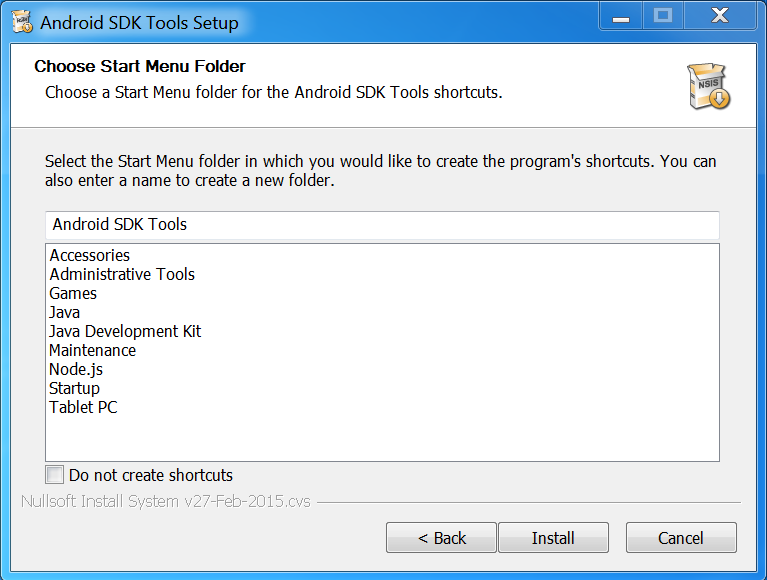 Android SDK Tools Setup
Choose Start Menu Folder
Choose a Start Menu folder for the Android SDK Tools shortcuts.
NSIS
Select the Start Menu folder in which you would like to create the program's shortcuts. You can
also enter a name to create a new folder.
Android SDK Tools
Accessories
Administrative Tools
Games
Java
Java Development Kit
Maintenance
Node.js
Startup
Tablet PC
Do not create shortcuts
Nullsoft Install System v27-Feb-2015.cvs
< Back
Install
Cancel